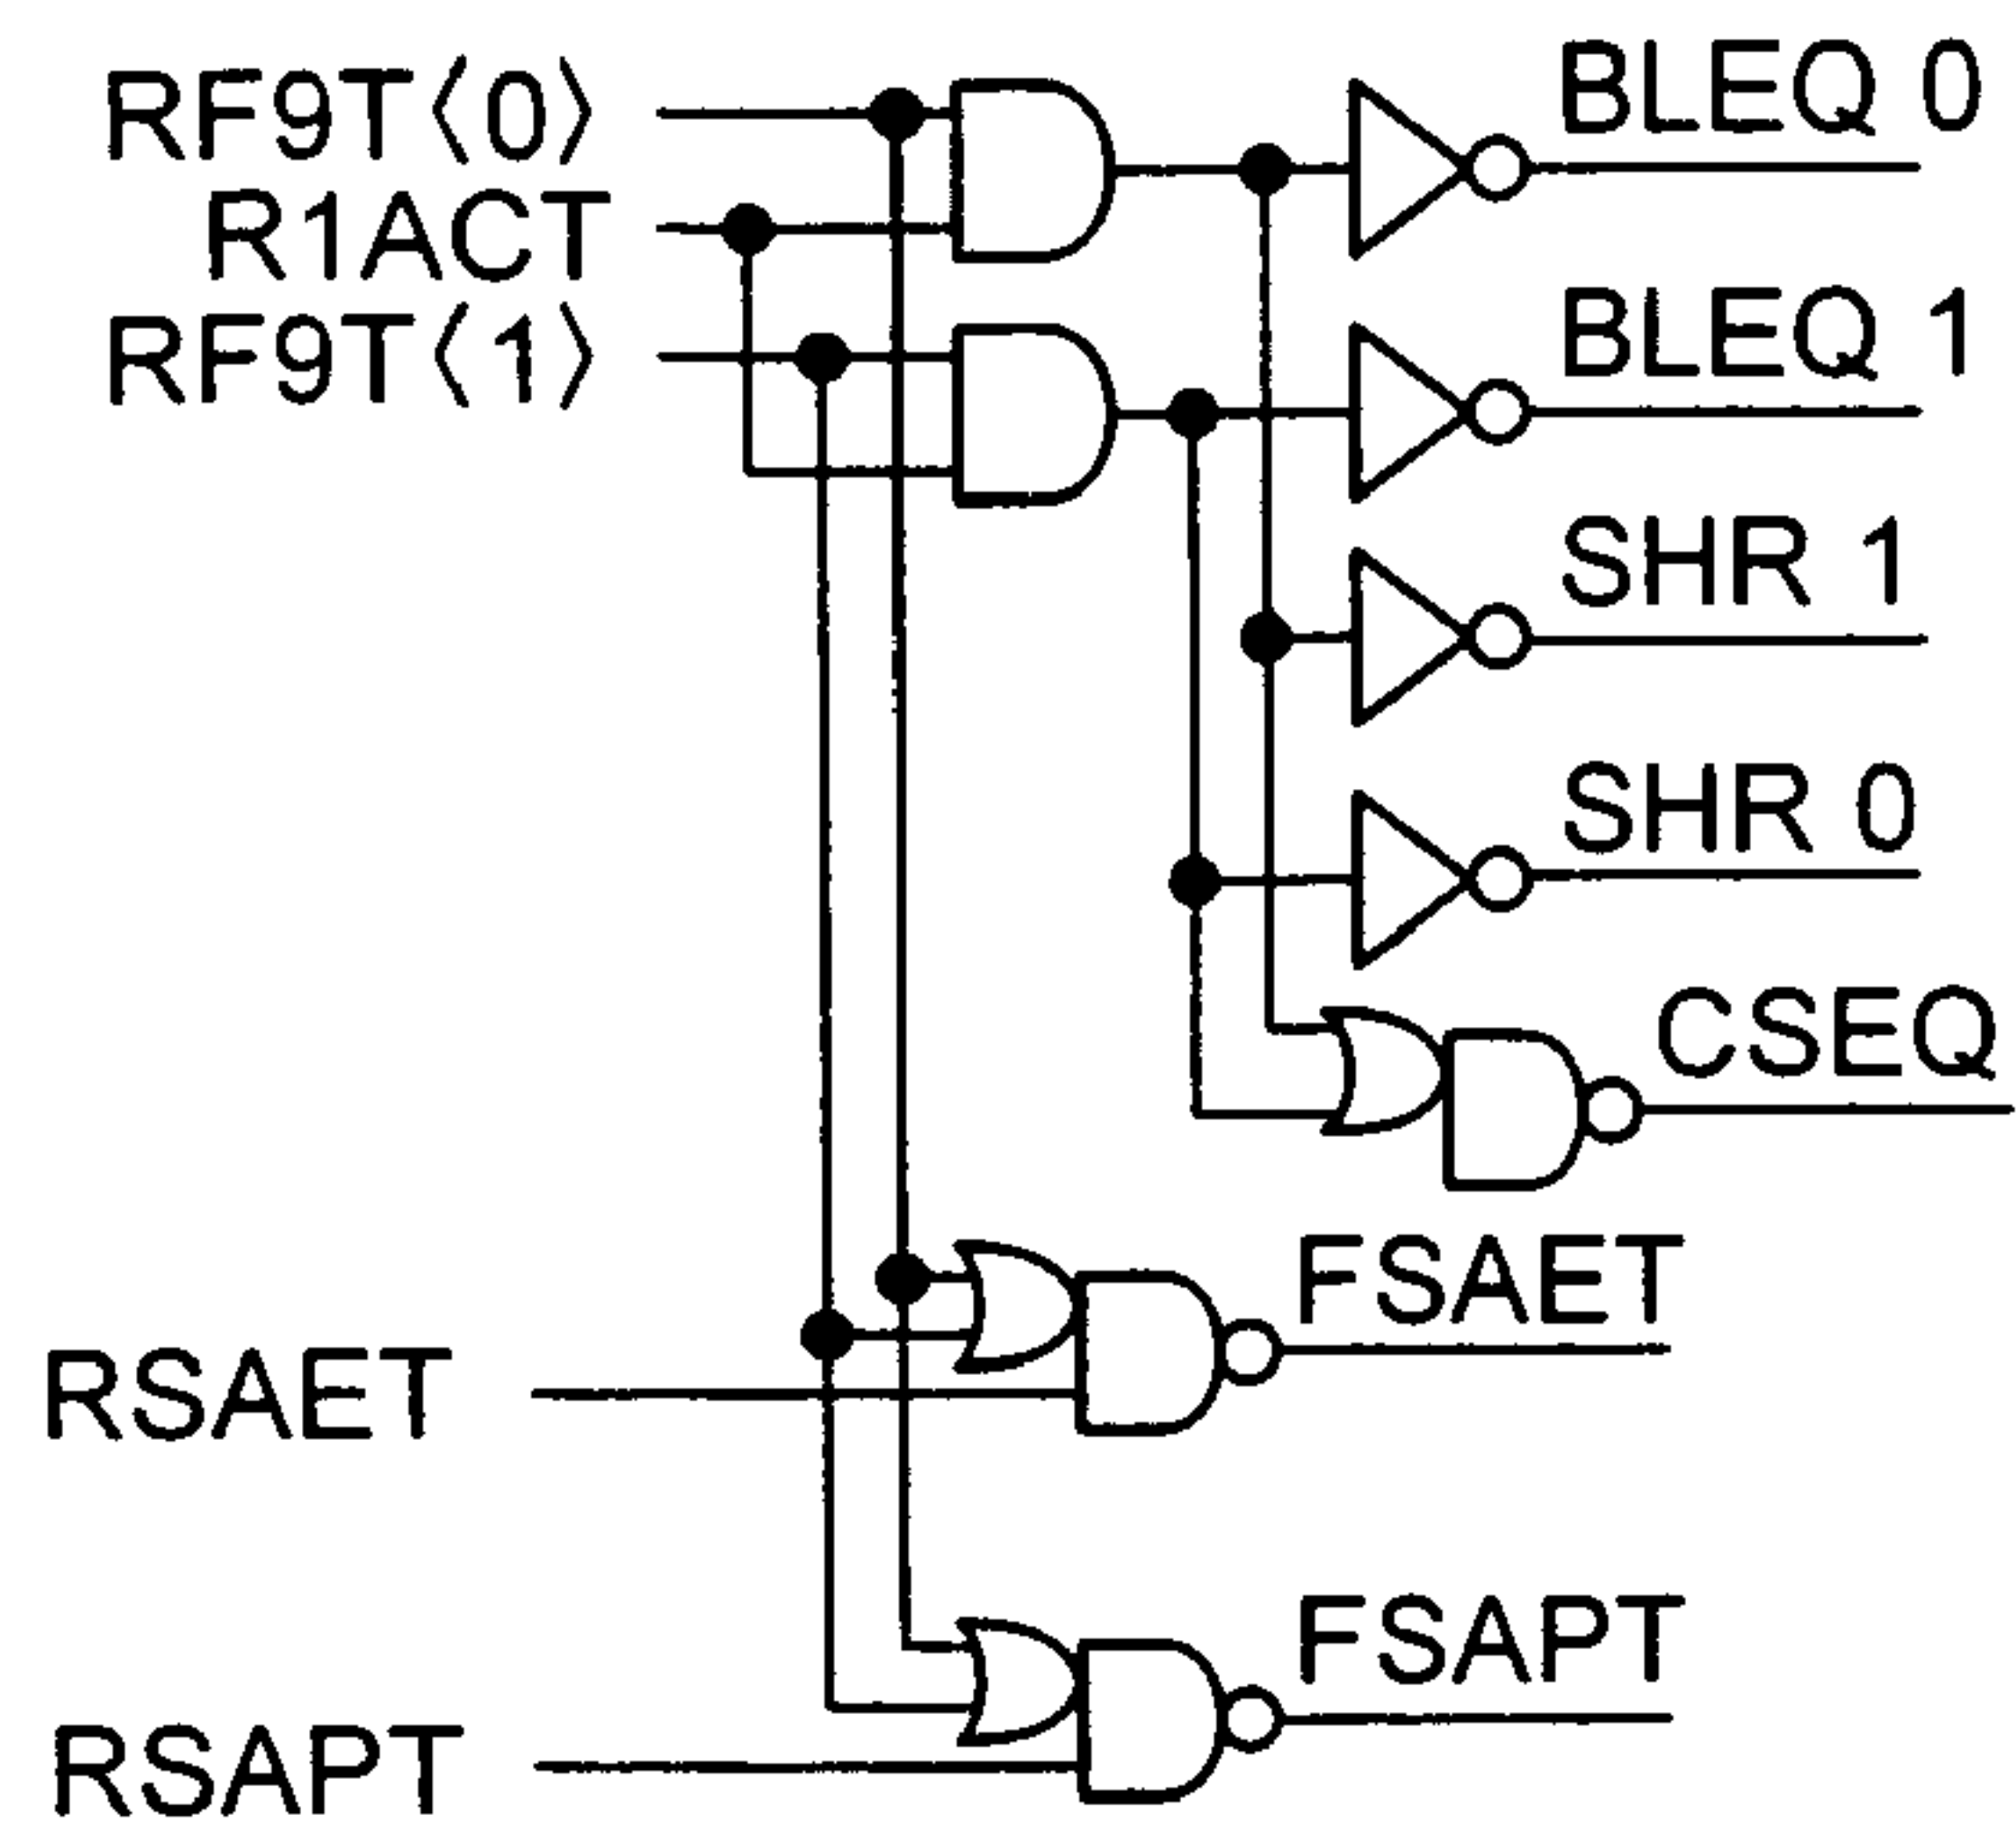 RF9T〈0〉
BLEQ 0
R1ACT
RF9T〈1〉
BLEQ 1
SHR 1
SHR 0
CSEQ
FSAET
RSAET
FSAPT
RSAPT